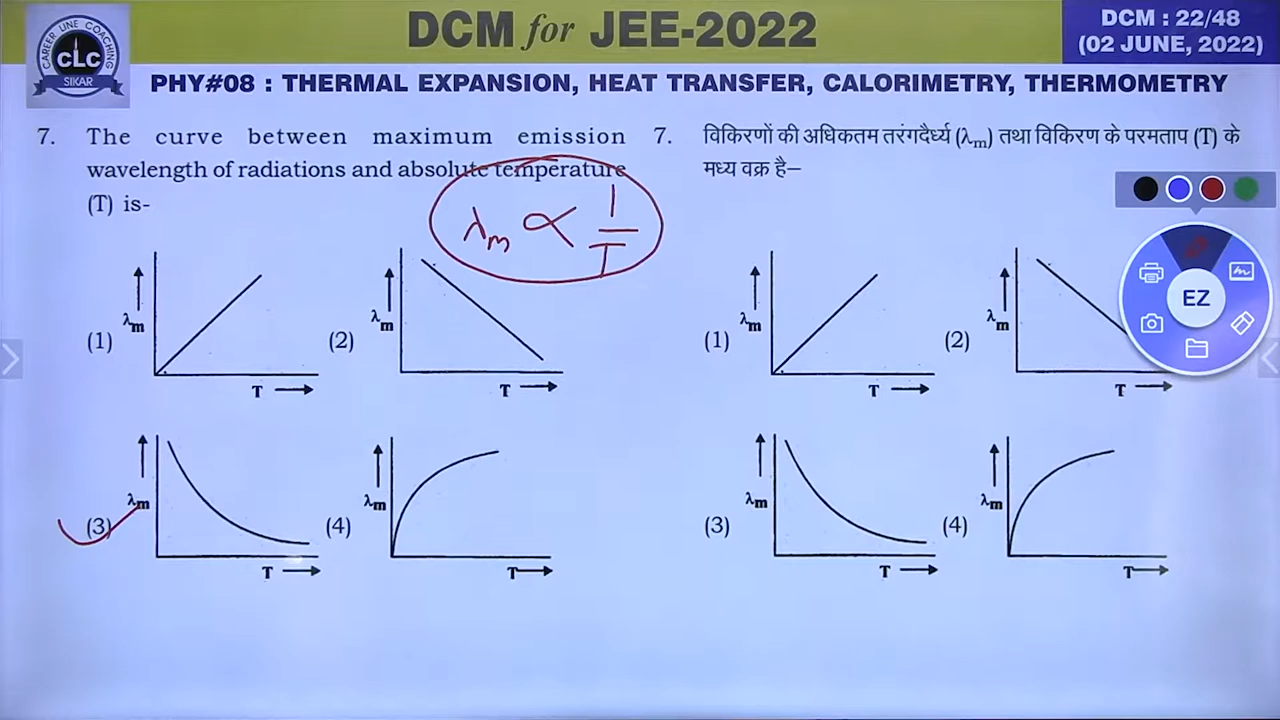 DCM for JEE-2022
DCM : 22/48
(02 JUNE, 2022)
CAREER LINE COACHING
CLC
SIKAR
PHY#08 : THERMAL EXPANSION, HEAT TRANSFER, CALORIMETRY, THERMOMETRY
7. The curve between maximum emission
wavelength of radiations and absolute temperature
(T) is-
λm ∝ 1/T
(1)
λm
T
(2)
λm
T
(3)
λm
T
(4)
λm
T
7. विकिरणों की अधिकतम तरंगदैर्ध्य (λm) तथा विकिरण के परमताप (T) के
मध्य वक्र है–
(1)
λm
T
(2)
λm
T
(3)
λm
T
(4)
λm
T
EZ